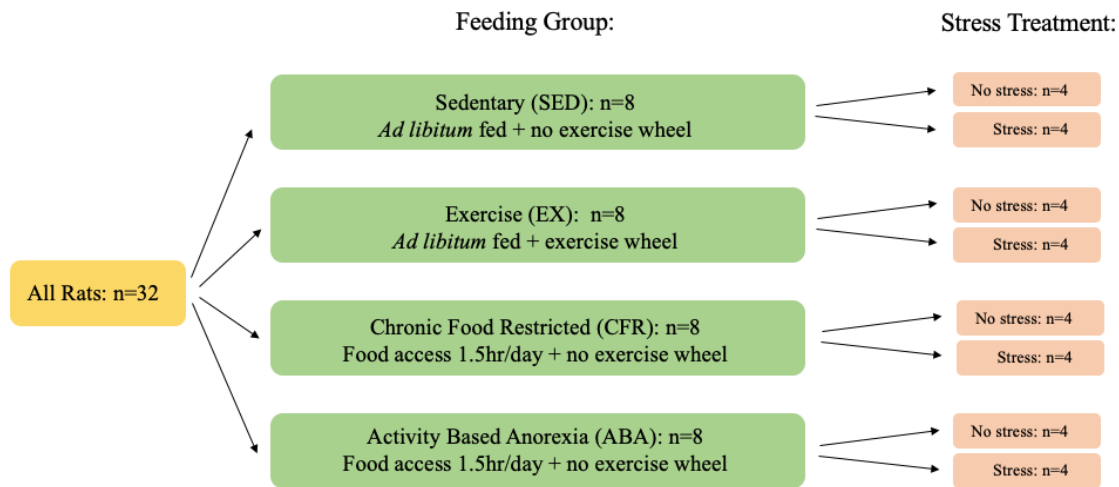 Feeding Group:
Stress Treatment:
All Rats: n=32
Sedentary (SED): n=8
Ad libitum fed + no exercise wheel
No stress: n=4
Stress: n=4
Exercise (EX): n=8
Ad libitum fed + exercise wheel
No stress: n=4
Stress: n=4
Chronic Food Restricted (CFR): n=8
Food access 1.5hr/day + no exercise wheel
No stress: n=4
Stress: n=4
Activity Based Anorexia (ABA): n=8
Food access 1.5hr/day + no exercise wheel
No stress: n=4
Stress: n=4